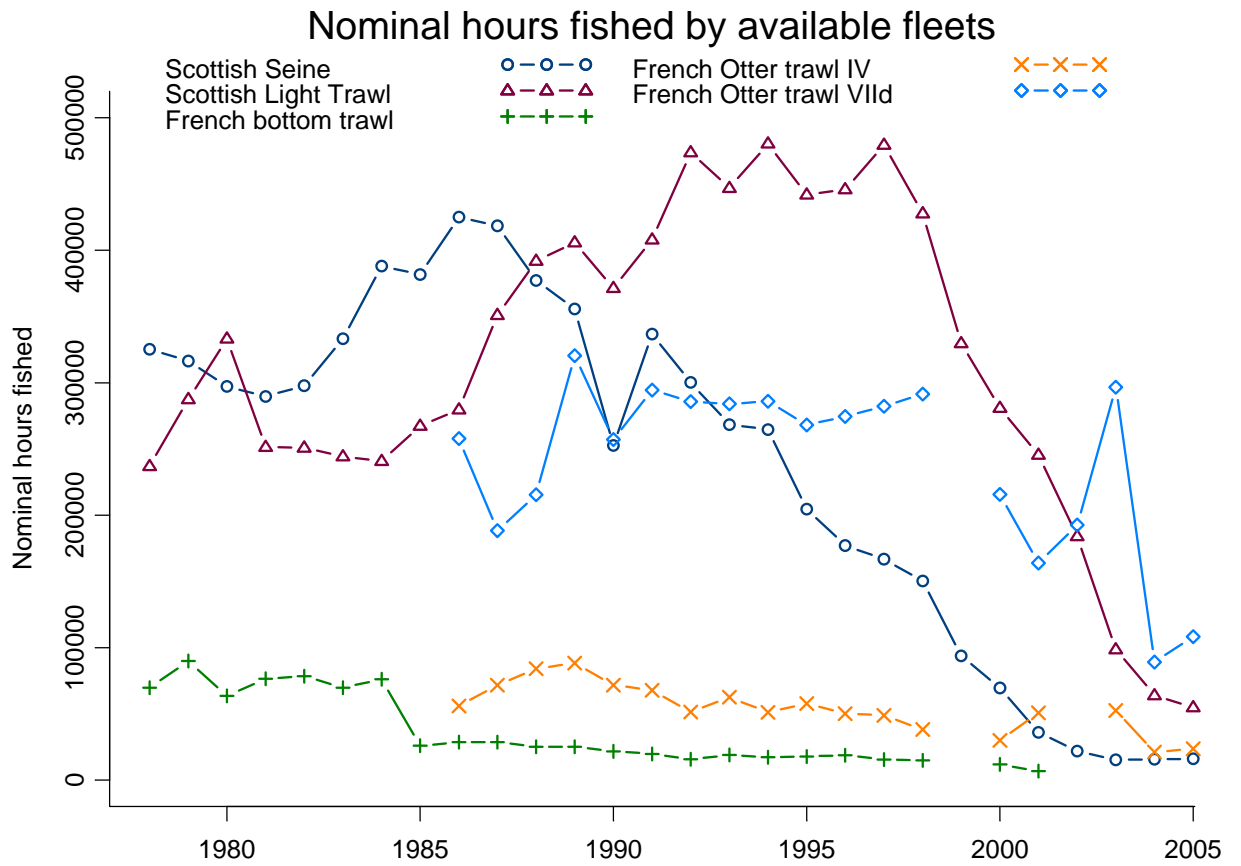 Nominal hours fished by available fleets
Scottish Seine French Otter trawl IV
Scottish Light Trawl French Otter trawl VIId
French bottom trawl
Nominal hours fished
500000
400000
300000
200000
100000
0
1980 1985 1990 1995 2000 2005